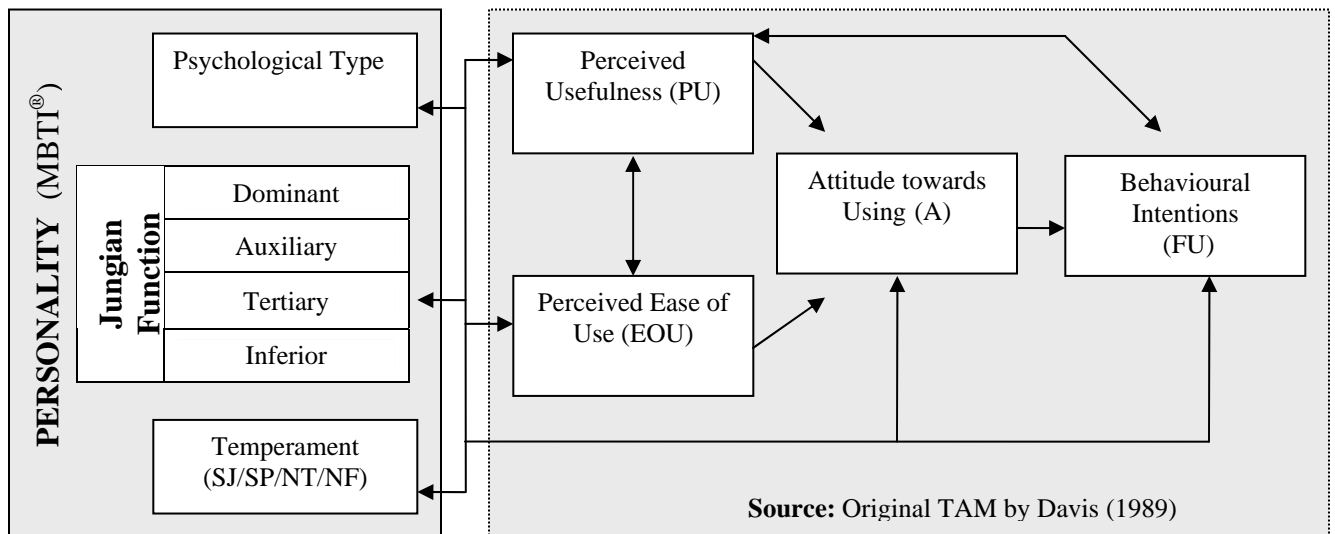 PERSONALITY (MBTI®)
Psychological Type
Jungian
Function
Dominant
Auxiliary
Tertiary
Inferior
Temperament
(SJ/SP/NT/NF)
Perceived
Usefulness (PU)
Perceived Ease of
Use (EOU)
Attitude towards
Using (A)
Behavioural
Intentions
(FU)
Source: Original TAM by Davis (1989)